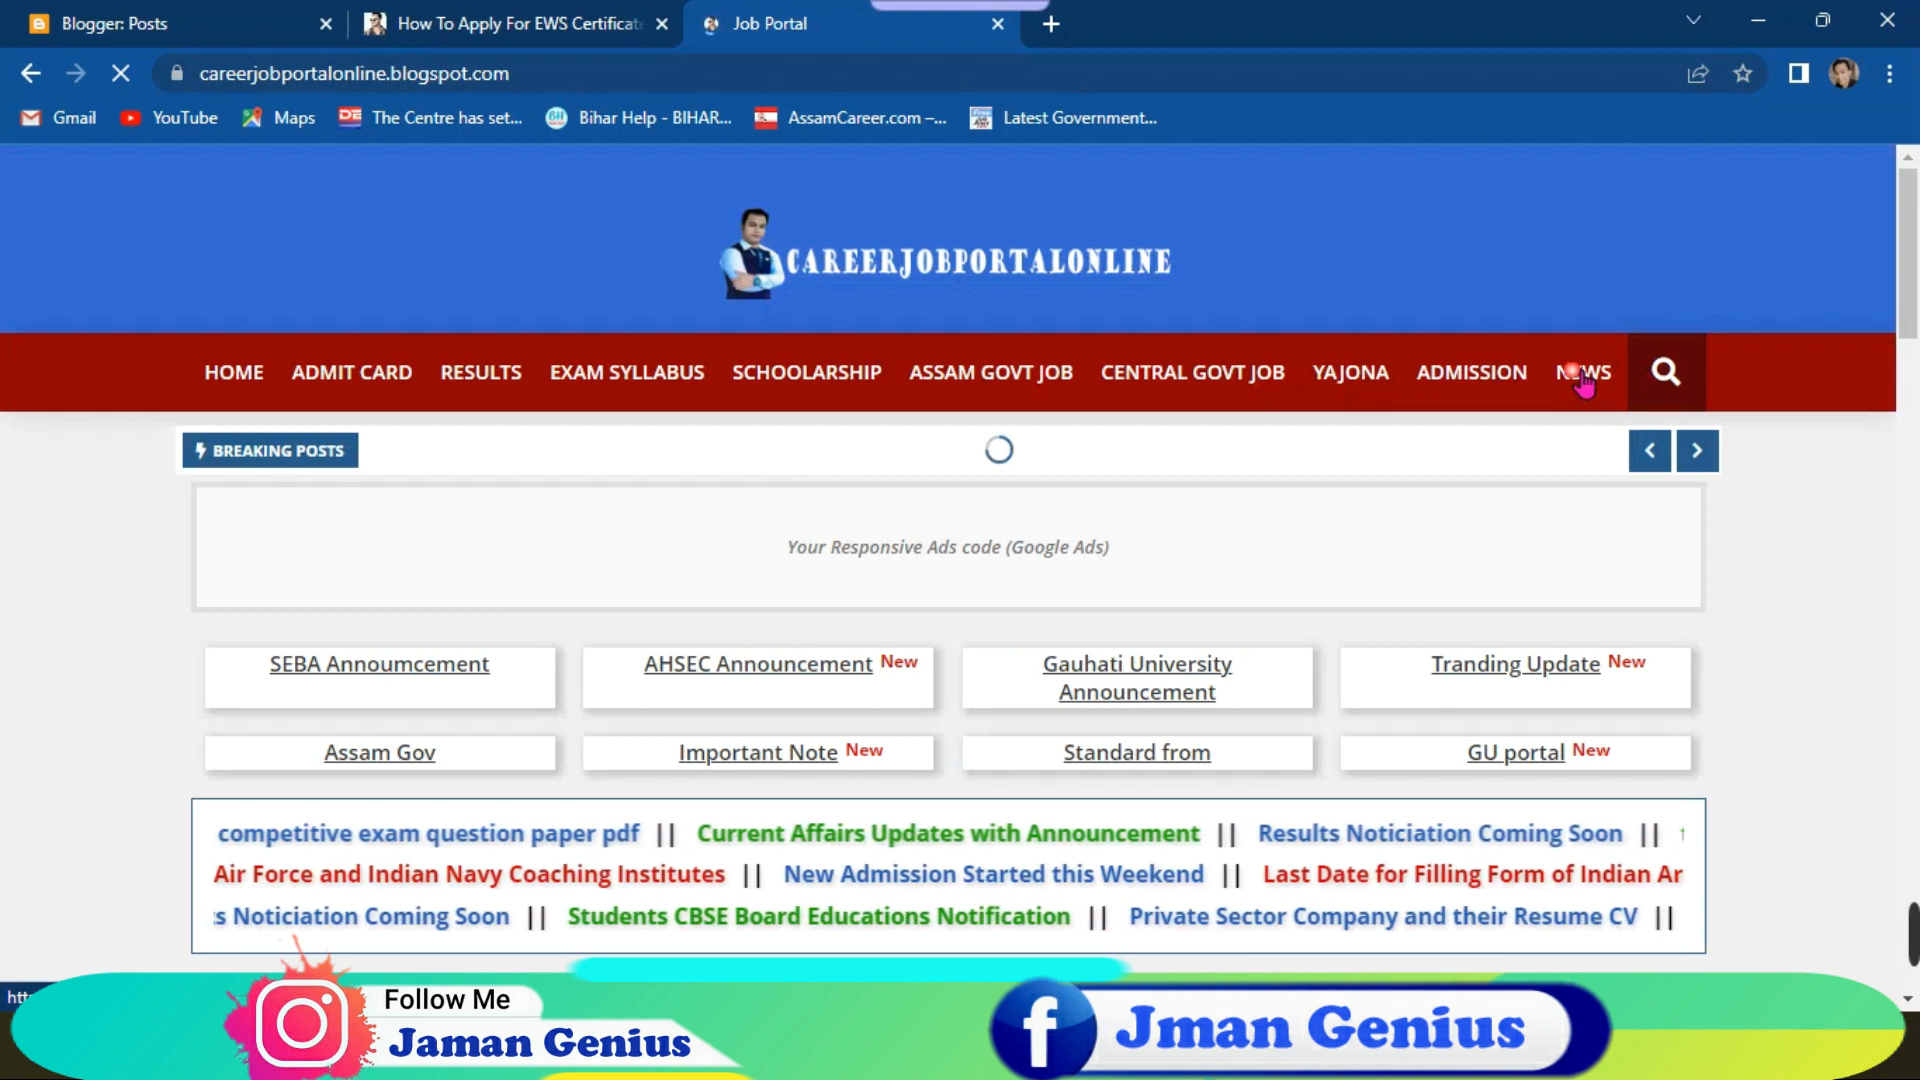 Blogger: Posts
How To Apply For EWS Certificate
Job Portal
careerjobportalonline.blogspot.com
Gmail
YouTube
Maps
The Centre has set...
Bihar Help - BIHAR...
AssamCareer.com –...
Latest Government...
CAREERJOBPORTALONLINE
HOME ADMIT CARD RESULTS EXAM SYLLABUS SCHOOLARSHIP ASSAM GOVT JOB CENTRAL GOVT JOB YAJONA ADMISSION NEWS
BREAKING POSTS
Your Responsive Ads code (Google Ads)
SEBA Annoumcement
AHSEC Announcement New
Gauhati University
Announcement
Tranding Update New
Assam Gov
Important Note New
Standard from
GU portal New
competitive exam question paper pdf || Current Affairs Updates with Announcement || Results Noticiation Coming Soon ||
Air Force and Indian Navy Coaching Institutes || New Admission Started this Weekend || Last Date for Filling Form of Indian Ar
s Noticiation Coming Soon || Students CBSE Board Educations Notification || Private Sector Company and their Resume CV ||
Follow Me
Jaman Genius
f Jman Genius